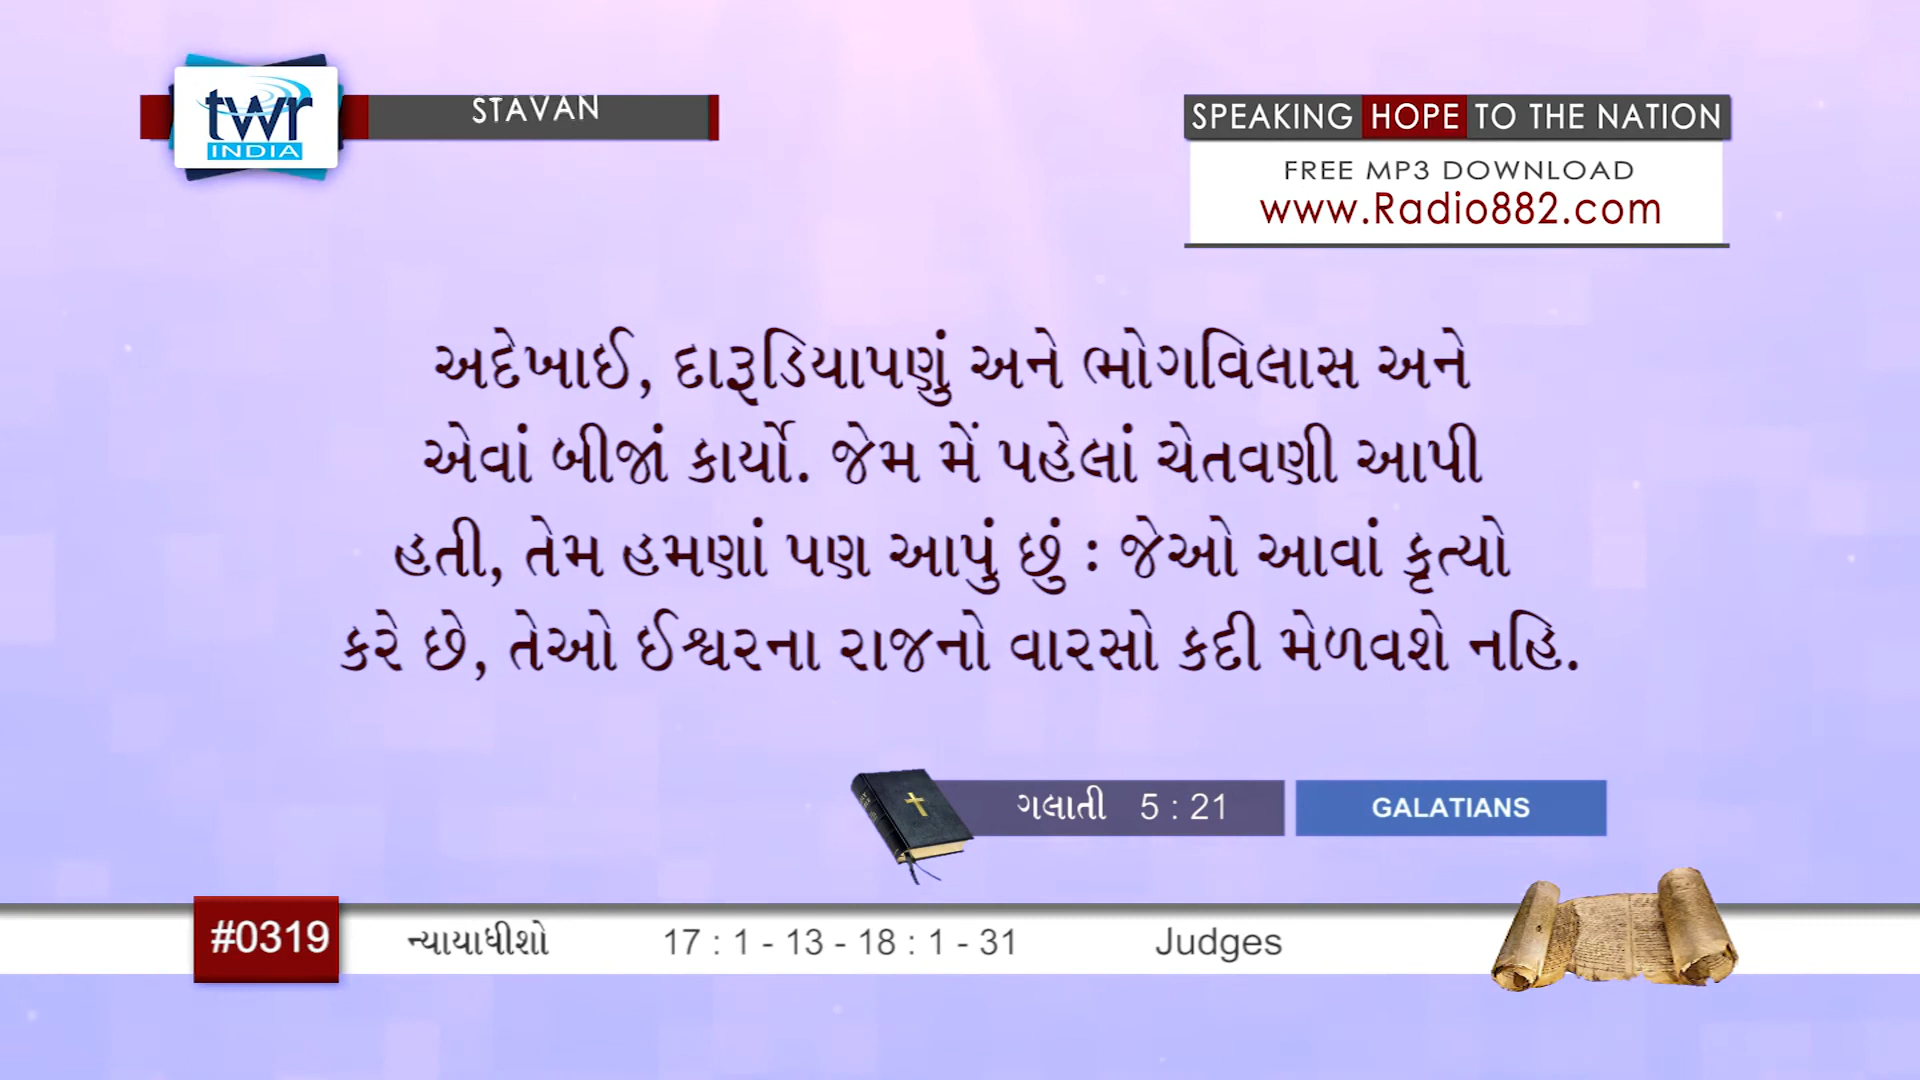 twr
INDIA
STAVAN
SPEAKING HOPE TO THE NATION
FREE MP3 DOWNLOAD
www.Radio882.com
અદેખાઈ, દારૂડિયાપણું અને ભોગવિલાસ અને
એવાં બીજાં કાર્યો. જેમ મેં પહેલાં ચેતવણી આપી
હતી, તેમ હમણાં પણ આપું છું : જેઓ આવાં કૃત્યો
કરે છે, તેઓ ઈશ્વરના રાજનો વારસો કદી મેળવશે નહિ.
ગલાતી 5 : 21
GALATIANS
#0319
ન્યાયાધીશો 17 : 1 - 13 - 18 : 1 - 31 Judges